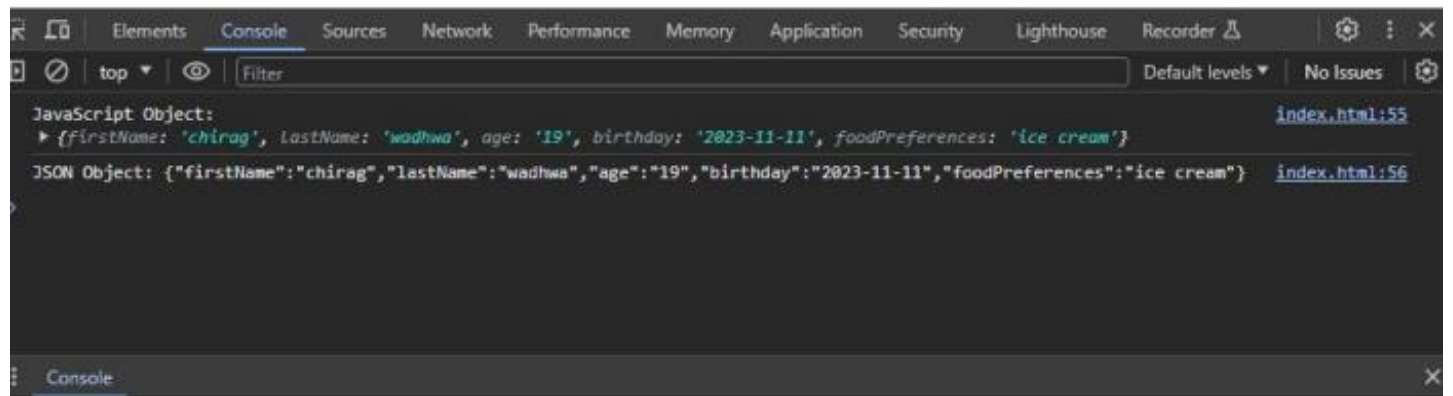 Elements Console Sources Network Performance Memory Application Security Lighthouse Recorder
top Filter Default levels No Issues
JavaScript Object: index.html:55
{firstName: 'chirag', lastName: 'wadhwa', age: '19', birthday: '2023-11-11', foodPreferences: 'ice cream'}
JSON Object: {"firstName":"chirag","lastName":"wadhwa","age":"19","birthday":"2023-11-11","foodPreferences":"ice cream"} index.html:56
Console